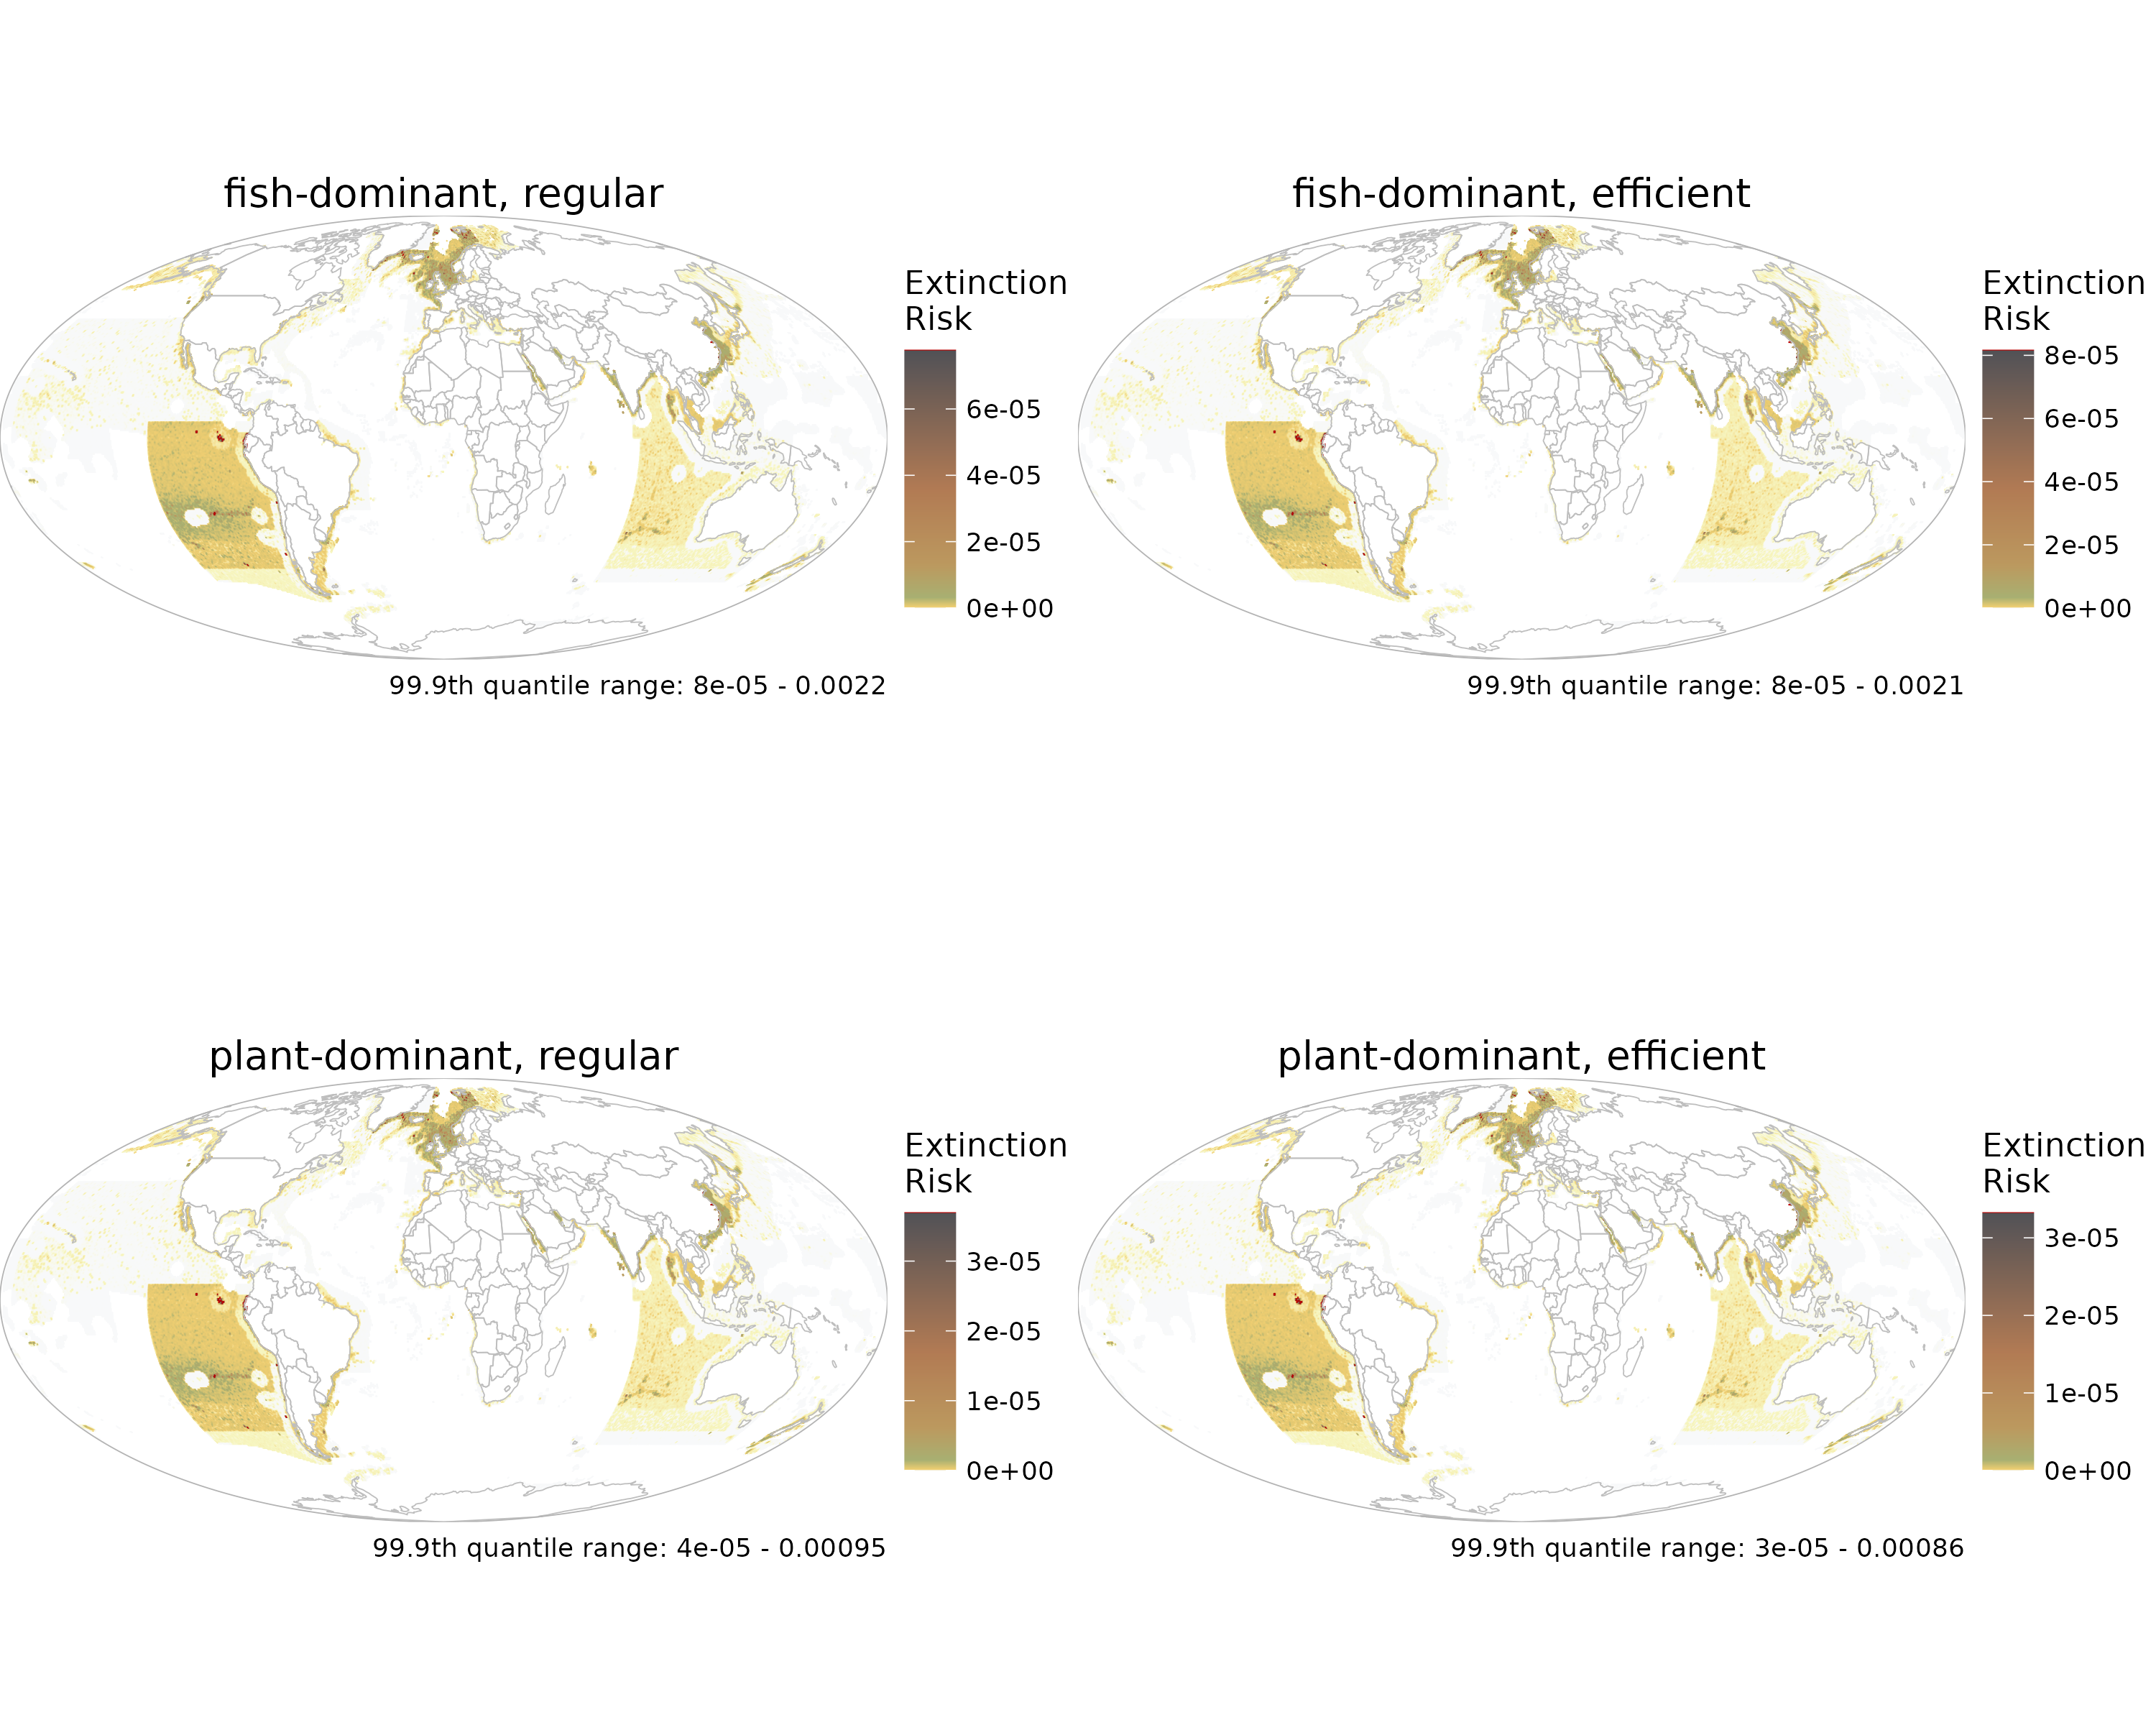 fish-dominant, regular
Extinction
Risk
6e-05
4e-05
2e-05
0e+00
99.9th quantile range: 8e-05 - 0.0022
fish-dominant, efficient
Extinction
Risk
8e-05
6e-05
4e-05
2e-05
0e+00
99.9th quantile range: 8e-05 - 0.0021
plant-dominant, regular
Extinction
Risk
3e-05
2e-05
1e-05
0e+00
99.9th quantile range: 4e-05 - 0.00095
plant-dominant, efficient
Extinction
Risk
3e-05
2e-05
1e-05
0e+00
99.9th quantile range: 3e-05 - 0.00086